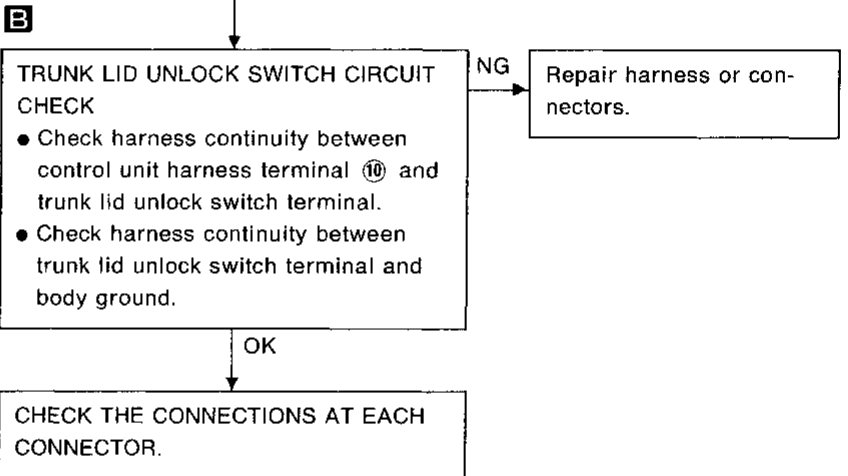 B
TRUNK LID UNLOCK SWITCH CIRCUIT
CHECK
● Check harness continuity between
control unit harness terminal ⑩ and
trunk lid unlock switch terminal.
● Check harness continuity between
trunk lid unlock switch terminal and
body ground.
NG
Repair harness or con-
nectors.
OK
CHECK THE CONNECTIONS AT EACH
CONNECTOR.